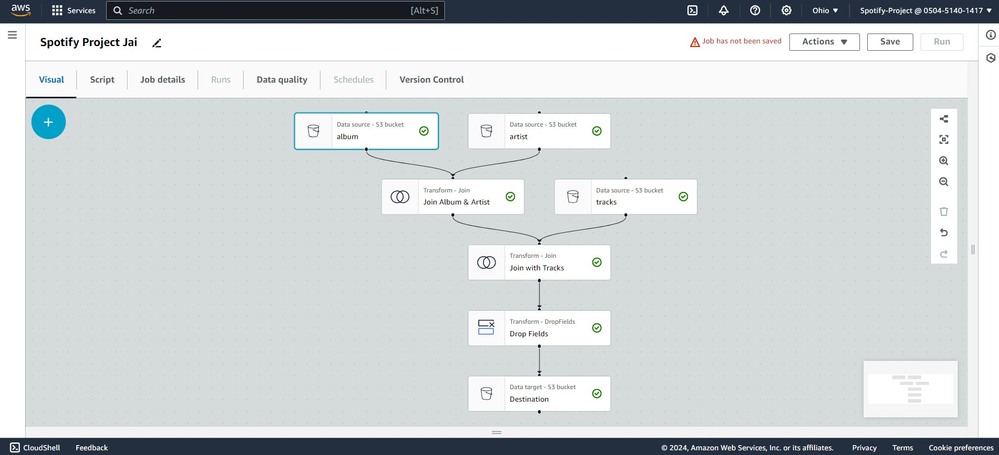 aws Services Search [Alt+S] Ohio Spotify-Project @ 0504-5140-1417
Spotify Project Jai Job has not been saved Actions Save Run
Visual Script Job details Runs Data quality Schedules Version Control
Data source - S3 bucket
album
Data source - S3 bucket
artist
Transform - Join
Join Album & Artist
Data source - S3 bucket
tracks
Transform - Join
Join with Tracks
Transform - DropFields
Drop Fields
Data target - S3 bucket
Destination
CloudShell Feedback © 2024, Amazon Web Services, Inc. or its affiliates. Privacy Terms Cookie preferences